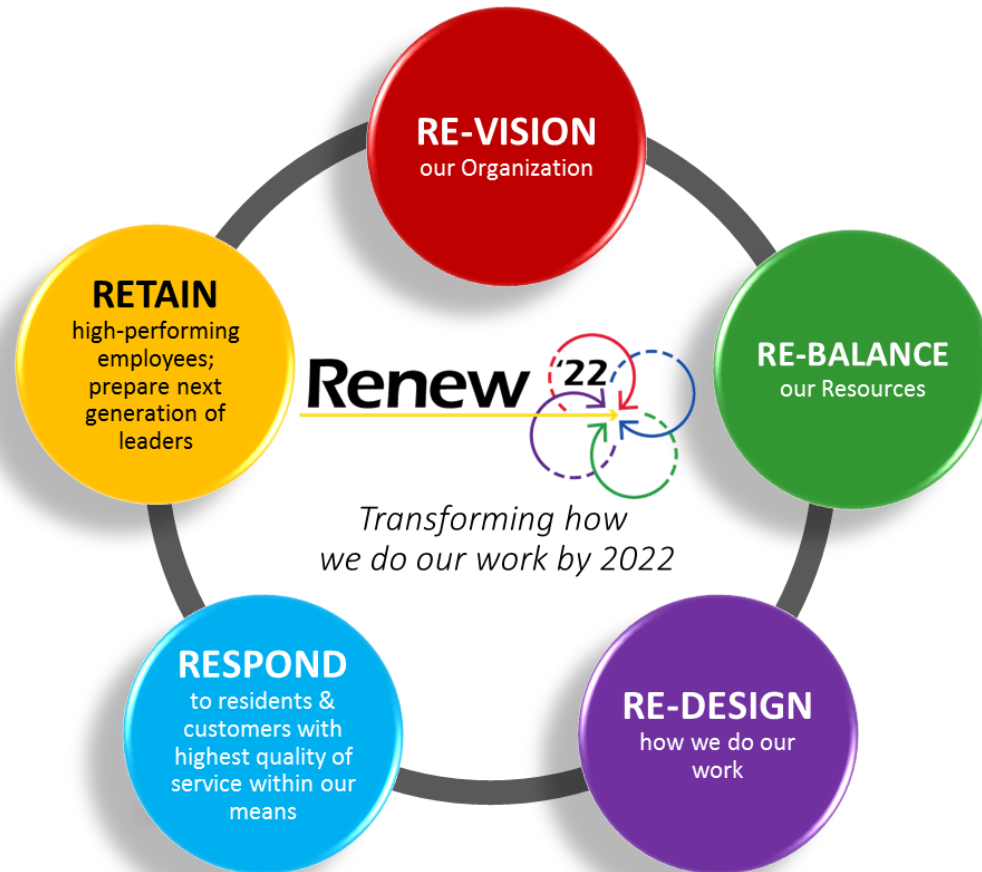 RE-VISION
our Organization
RE-BALANCE
our Resources
RE-DESIGN
how we do our
work
RESPOND
to residents &
customers with
highest quality of
service within our
means
RETAIN
high-performing
employees;
prepare next
generation of
leaders
Renew '22
Transforming how
we do our work by 2022